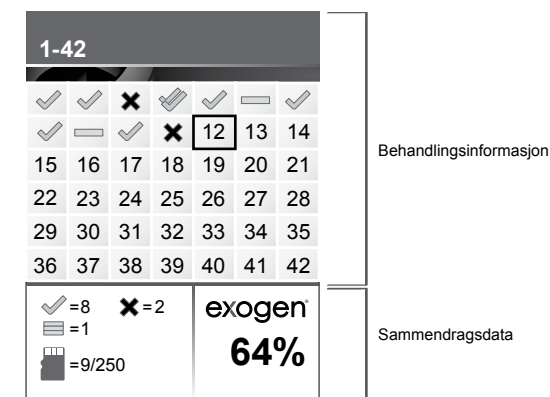 1-42
12 13 14
15 16 17 18 19 20 21
22 23 24 25 26 27 28
29 30 31 32 33 34 35
36 37 38 39 40 41 42
=8 =2
=1
=9/250
exogen
64%
Behandlingsinformasjon
Sammendragsdata